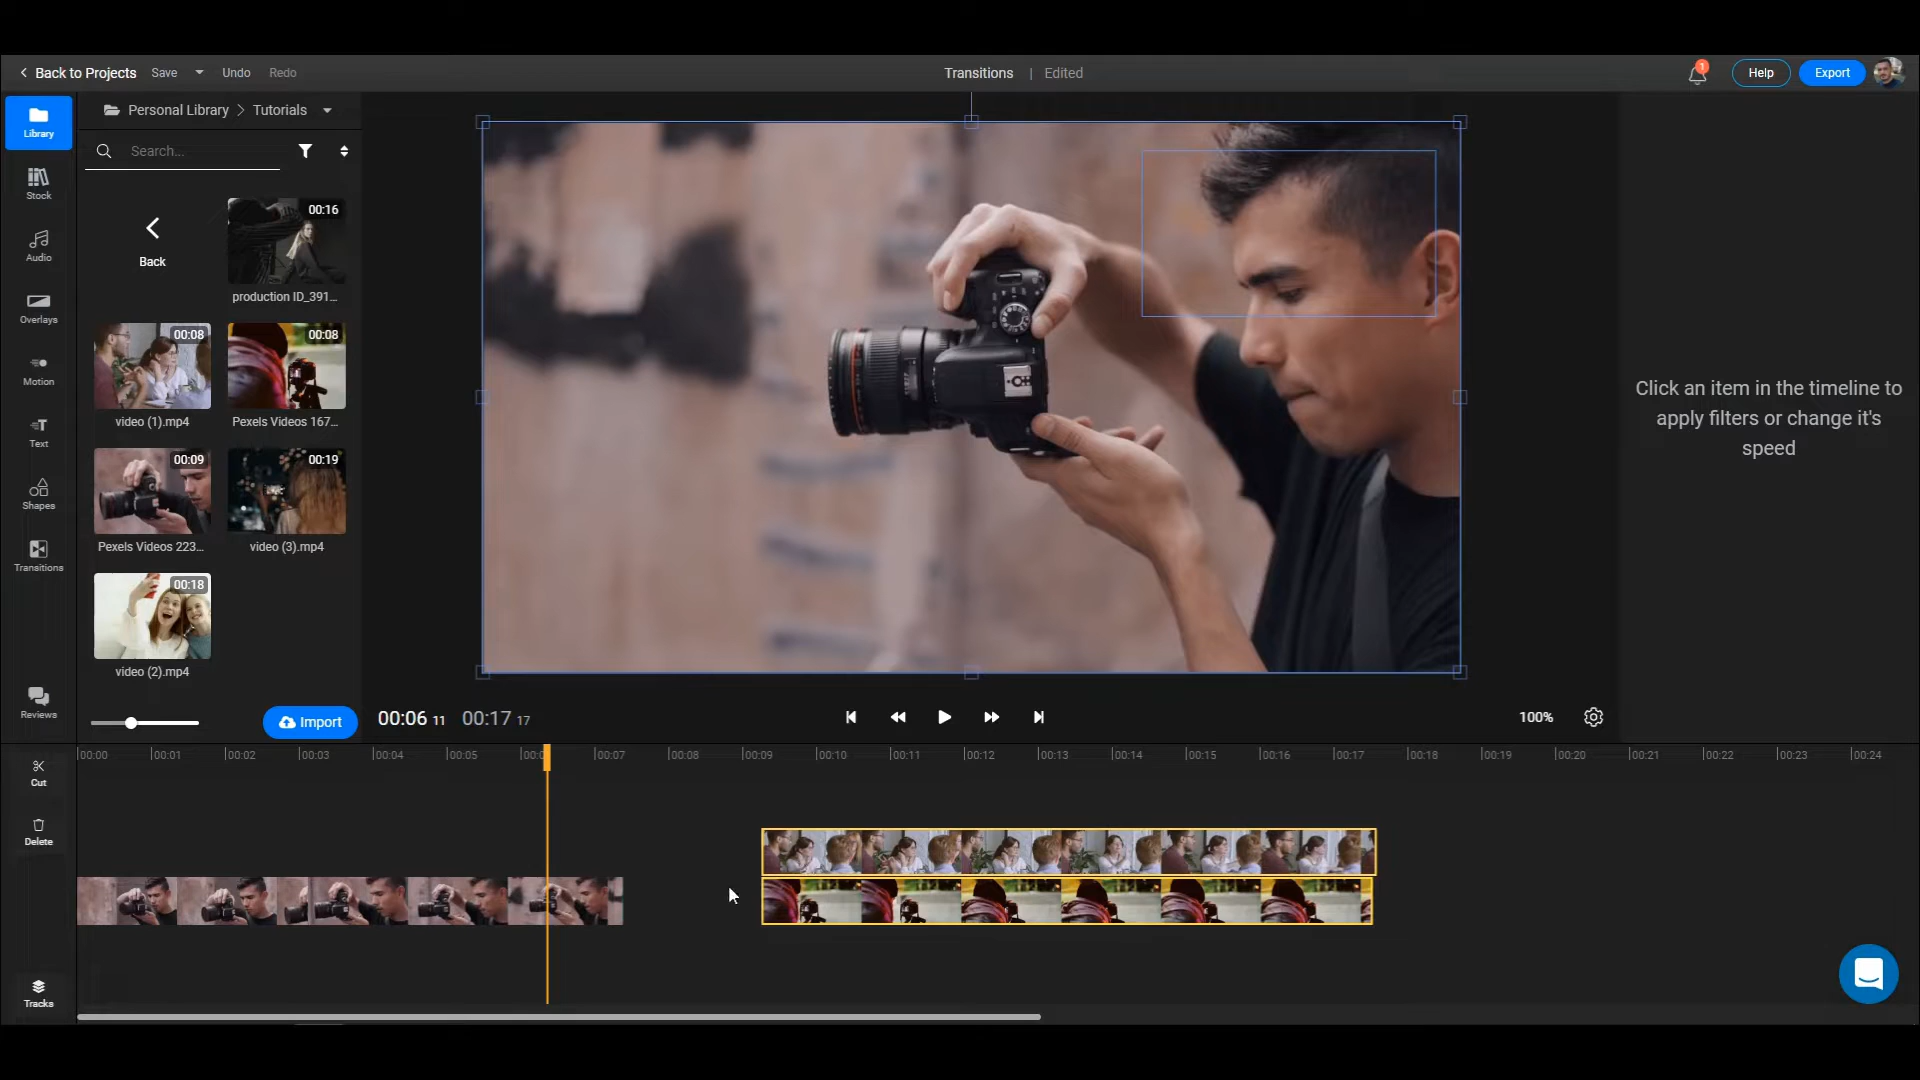 Back to Projects
Save
Undo
Redo
Transitions | Edited
1
Help
Export
Library
Stock
Audio
Overlays
Motion
Text
Shapes
Transitions
Reviews
Personal Library > Tutorials
Search...
Back
00:16
production ID_391...
00:08
video (1).mp4
00:08
Pexels Videos 167...
00:09
Pexels Videos 223...
00:19
video (3).mp4
00:18
video (2).mp4
Import
Click an item in the timeline to
apply filters or change it's
speed
00:06 11
00:17 17
100%
00:00 00:01 00:02 00:03 00:04 00:05 00:07 00:08 00:09 00:10 00:11 00:12 00:13 00:14 00:15 00:16 00:17 00:18 00:19 00:20 00:21 00:22 00:23 00:24
Cut
Delete
Tracks